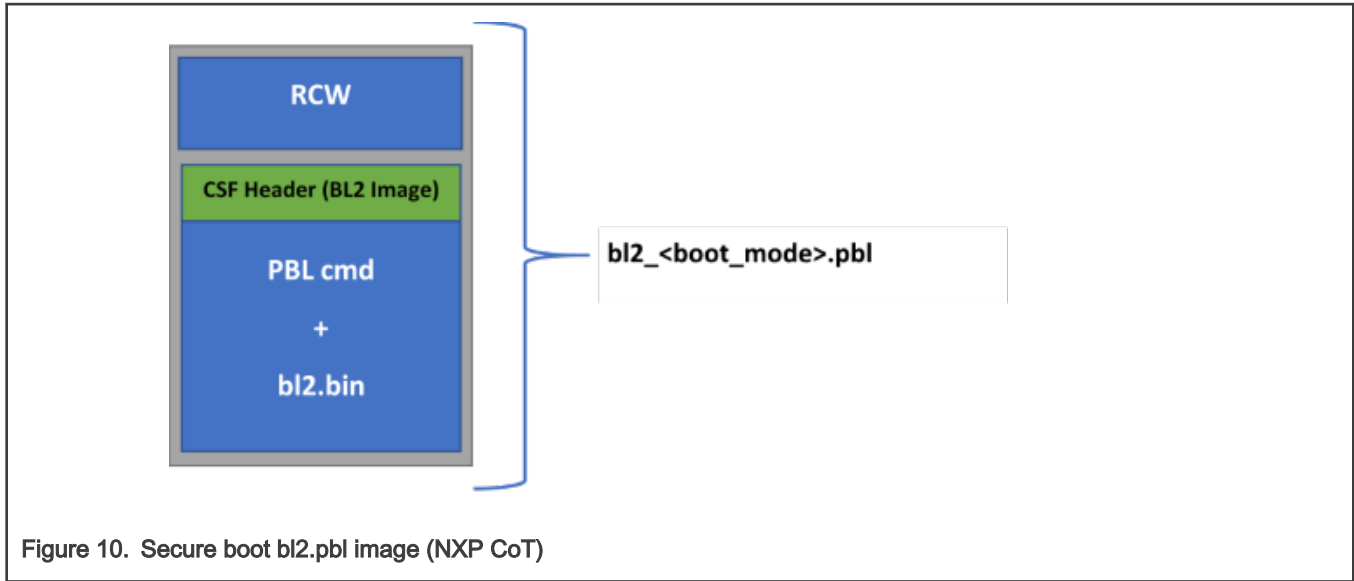 RCW
CSF Header (BL2 Image)
PBL cmd
+
bl2.bin
bl2_<boot_mode>.pbl
Figure 10. Secure boot bl2.pbl image (NXP CoT)